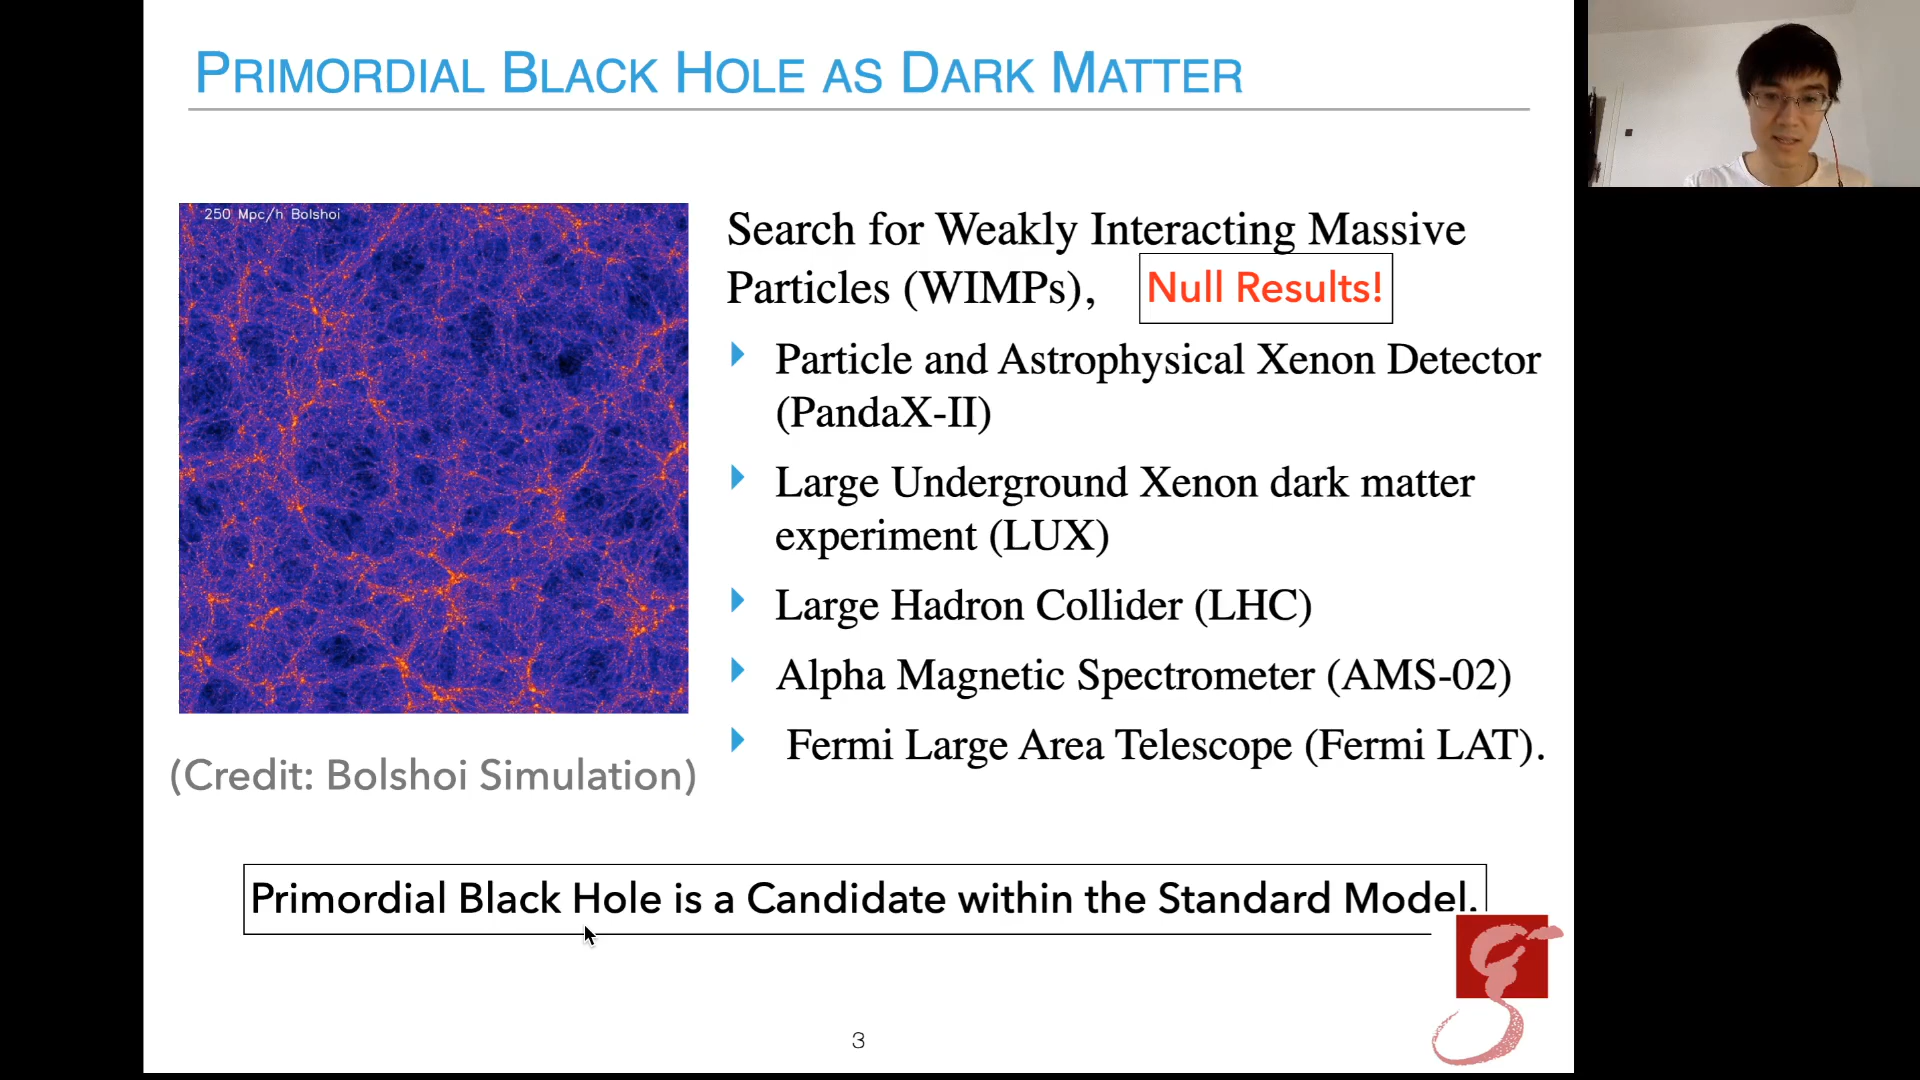 PRIMORDIAL BLACK HOLE AS DARK MATTER
250 Mpc/h Bolshoi
(Credit: Bolshoi Simulation)
Search for Weakly Interacting Massive
Particles (WIMPs), Null Results!
Particle and Astrophysical Xenon Detector
(PandaX-II)
Large Underground Xenon dark matter
experiment (LUX)
Large Hadron Collider (LHC)
Alpha Magnetic Spectrometer (AMS-02)
Fermi Large Area Telescope (Fermi LAT).
Primordial Black Hole is a Candidate within the Standard Model.
3